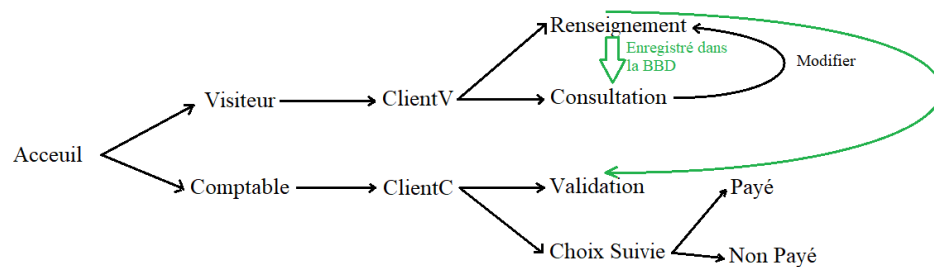 Renseignement
Enregistré dans
la BBD
Modifier
Visiteur
ClientV
Consultation
Acceuil
Comptable
ClientC
Validation
Payé
Choix Suivie
Non Payé